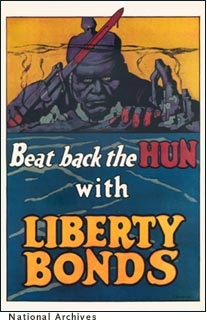 Beat back the HUN
with
LIBERTY
BONDS
National Archives